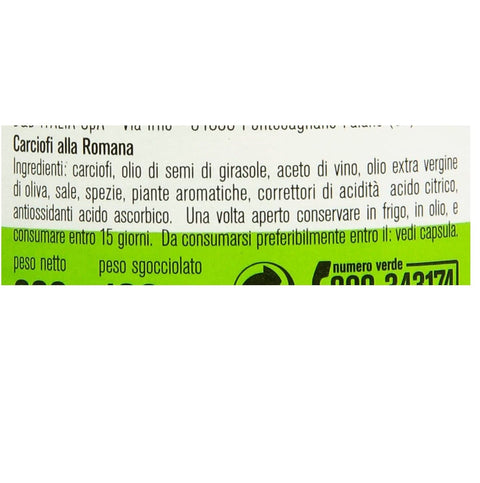 Carciofi alla Romana
Ingredienti: carciofi, olio di semi di girasole, aceto di vino, olio extra vergine
di oliva, sale, spezie, piante aromatiche, correttori di acidità acido citrico,
antiossidanti acido ascorbico. Una volta aperto conservare in frigo, in olio, e
consumare entro 15 giorni. Da consumarsi preferibilmente entro il: vedi capsula.
peso netto peso sgocciolato
numero verde